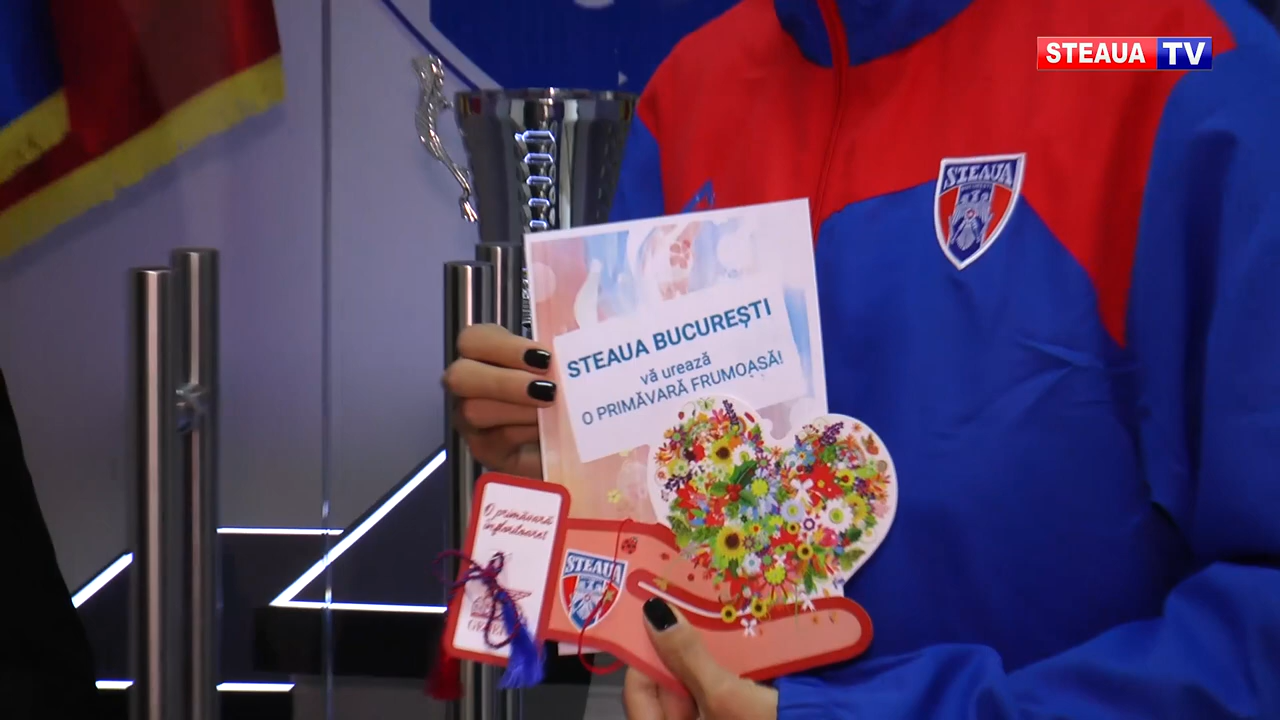 STEAUA TV
STEAUA
STEAUA BUCUREȘTI
vă urează
O PRIMĂVARĂ FRUMOASĂ!
O primăvară
înfloritoare!
STEAUA